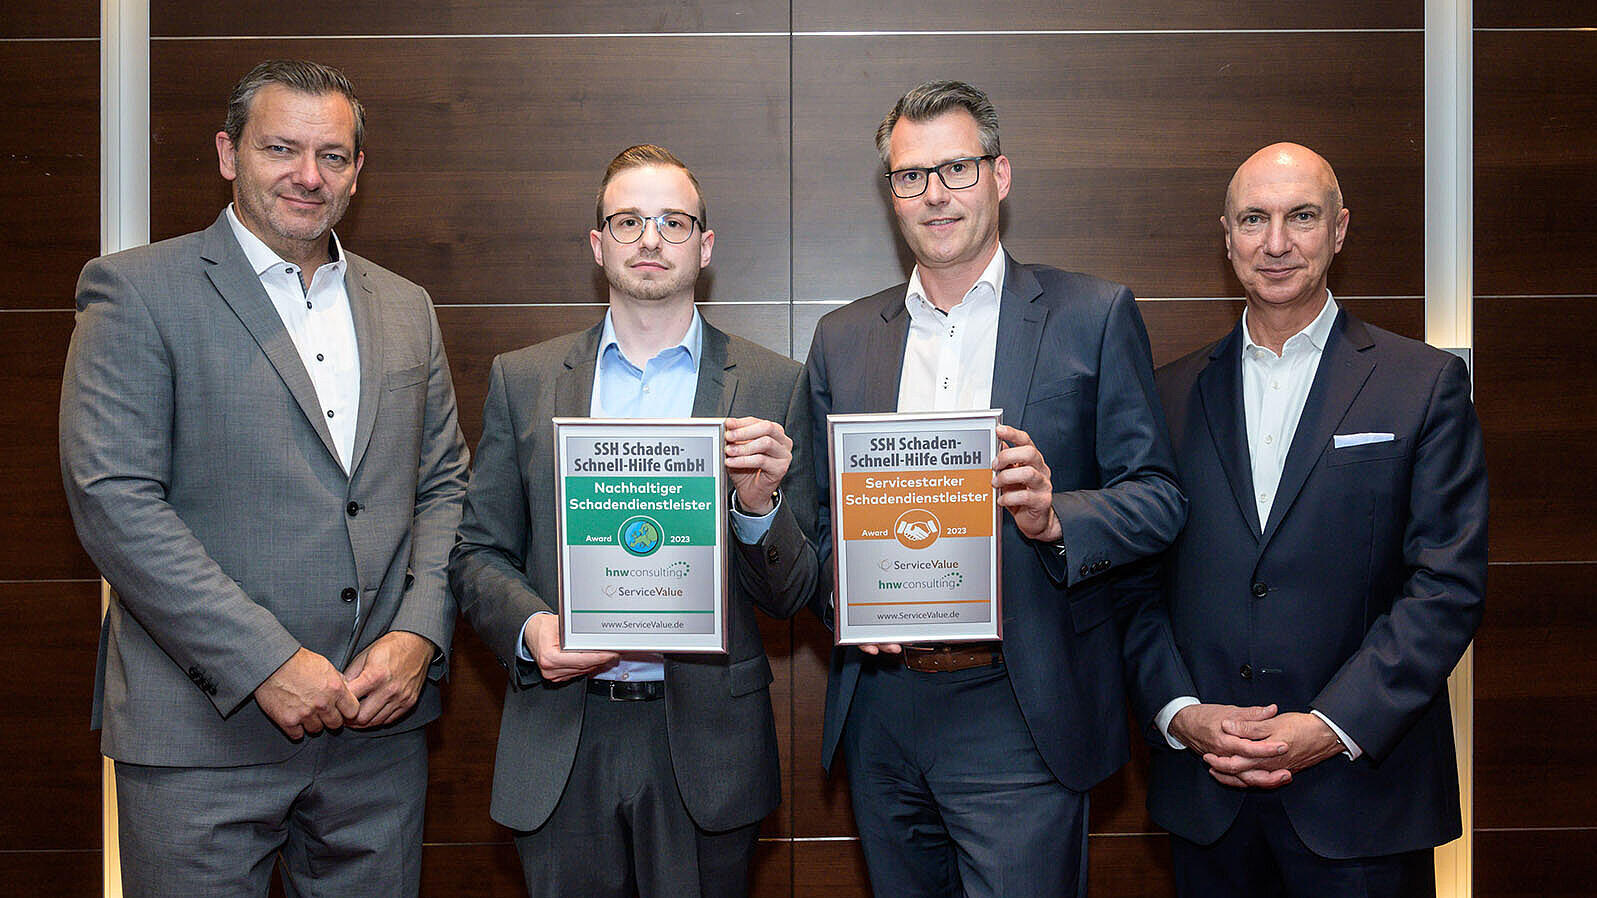 SSH Schaden-
Schnell-Hilfe GmbH
Nachhaltiger
Schadendienstleister
Award 2023
hnwconsulting
ServiceValue
www.ServiceValue.de
SSH Schaden-
Schnell-Hilfe GmbH
Servicestarker
Schadendienstleister
Award 2023
ServiceValue
hnwconsulting
www.ServiceValue.de